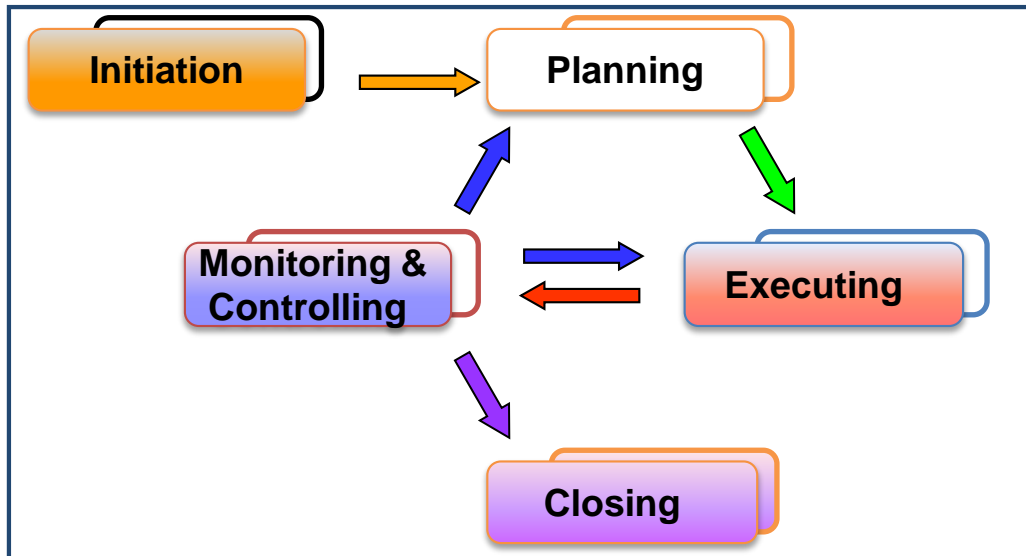 Initiation
Planning
Monitoring &
Controlling
Executing
Closing